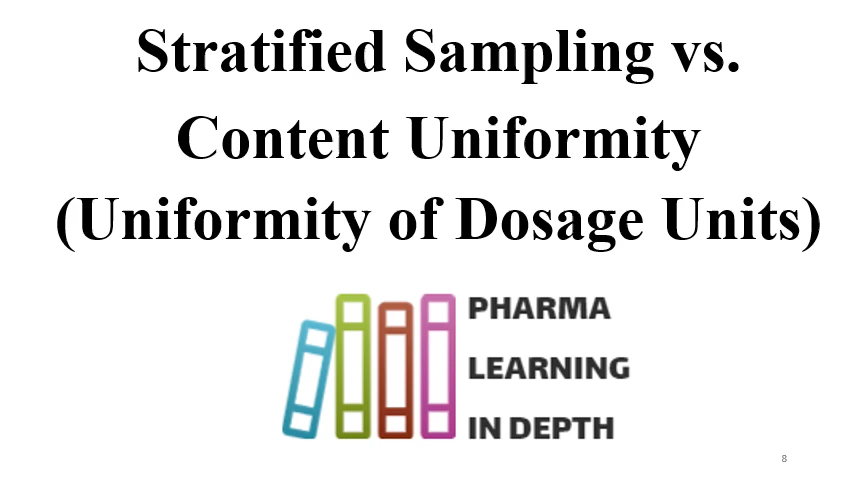 Stratified Sampling vs.
Content Uniformity
(Uniformity of Dosage Units)
PHARMA
LEARNING
IN DEPTH
8